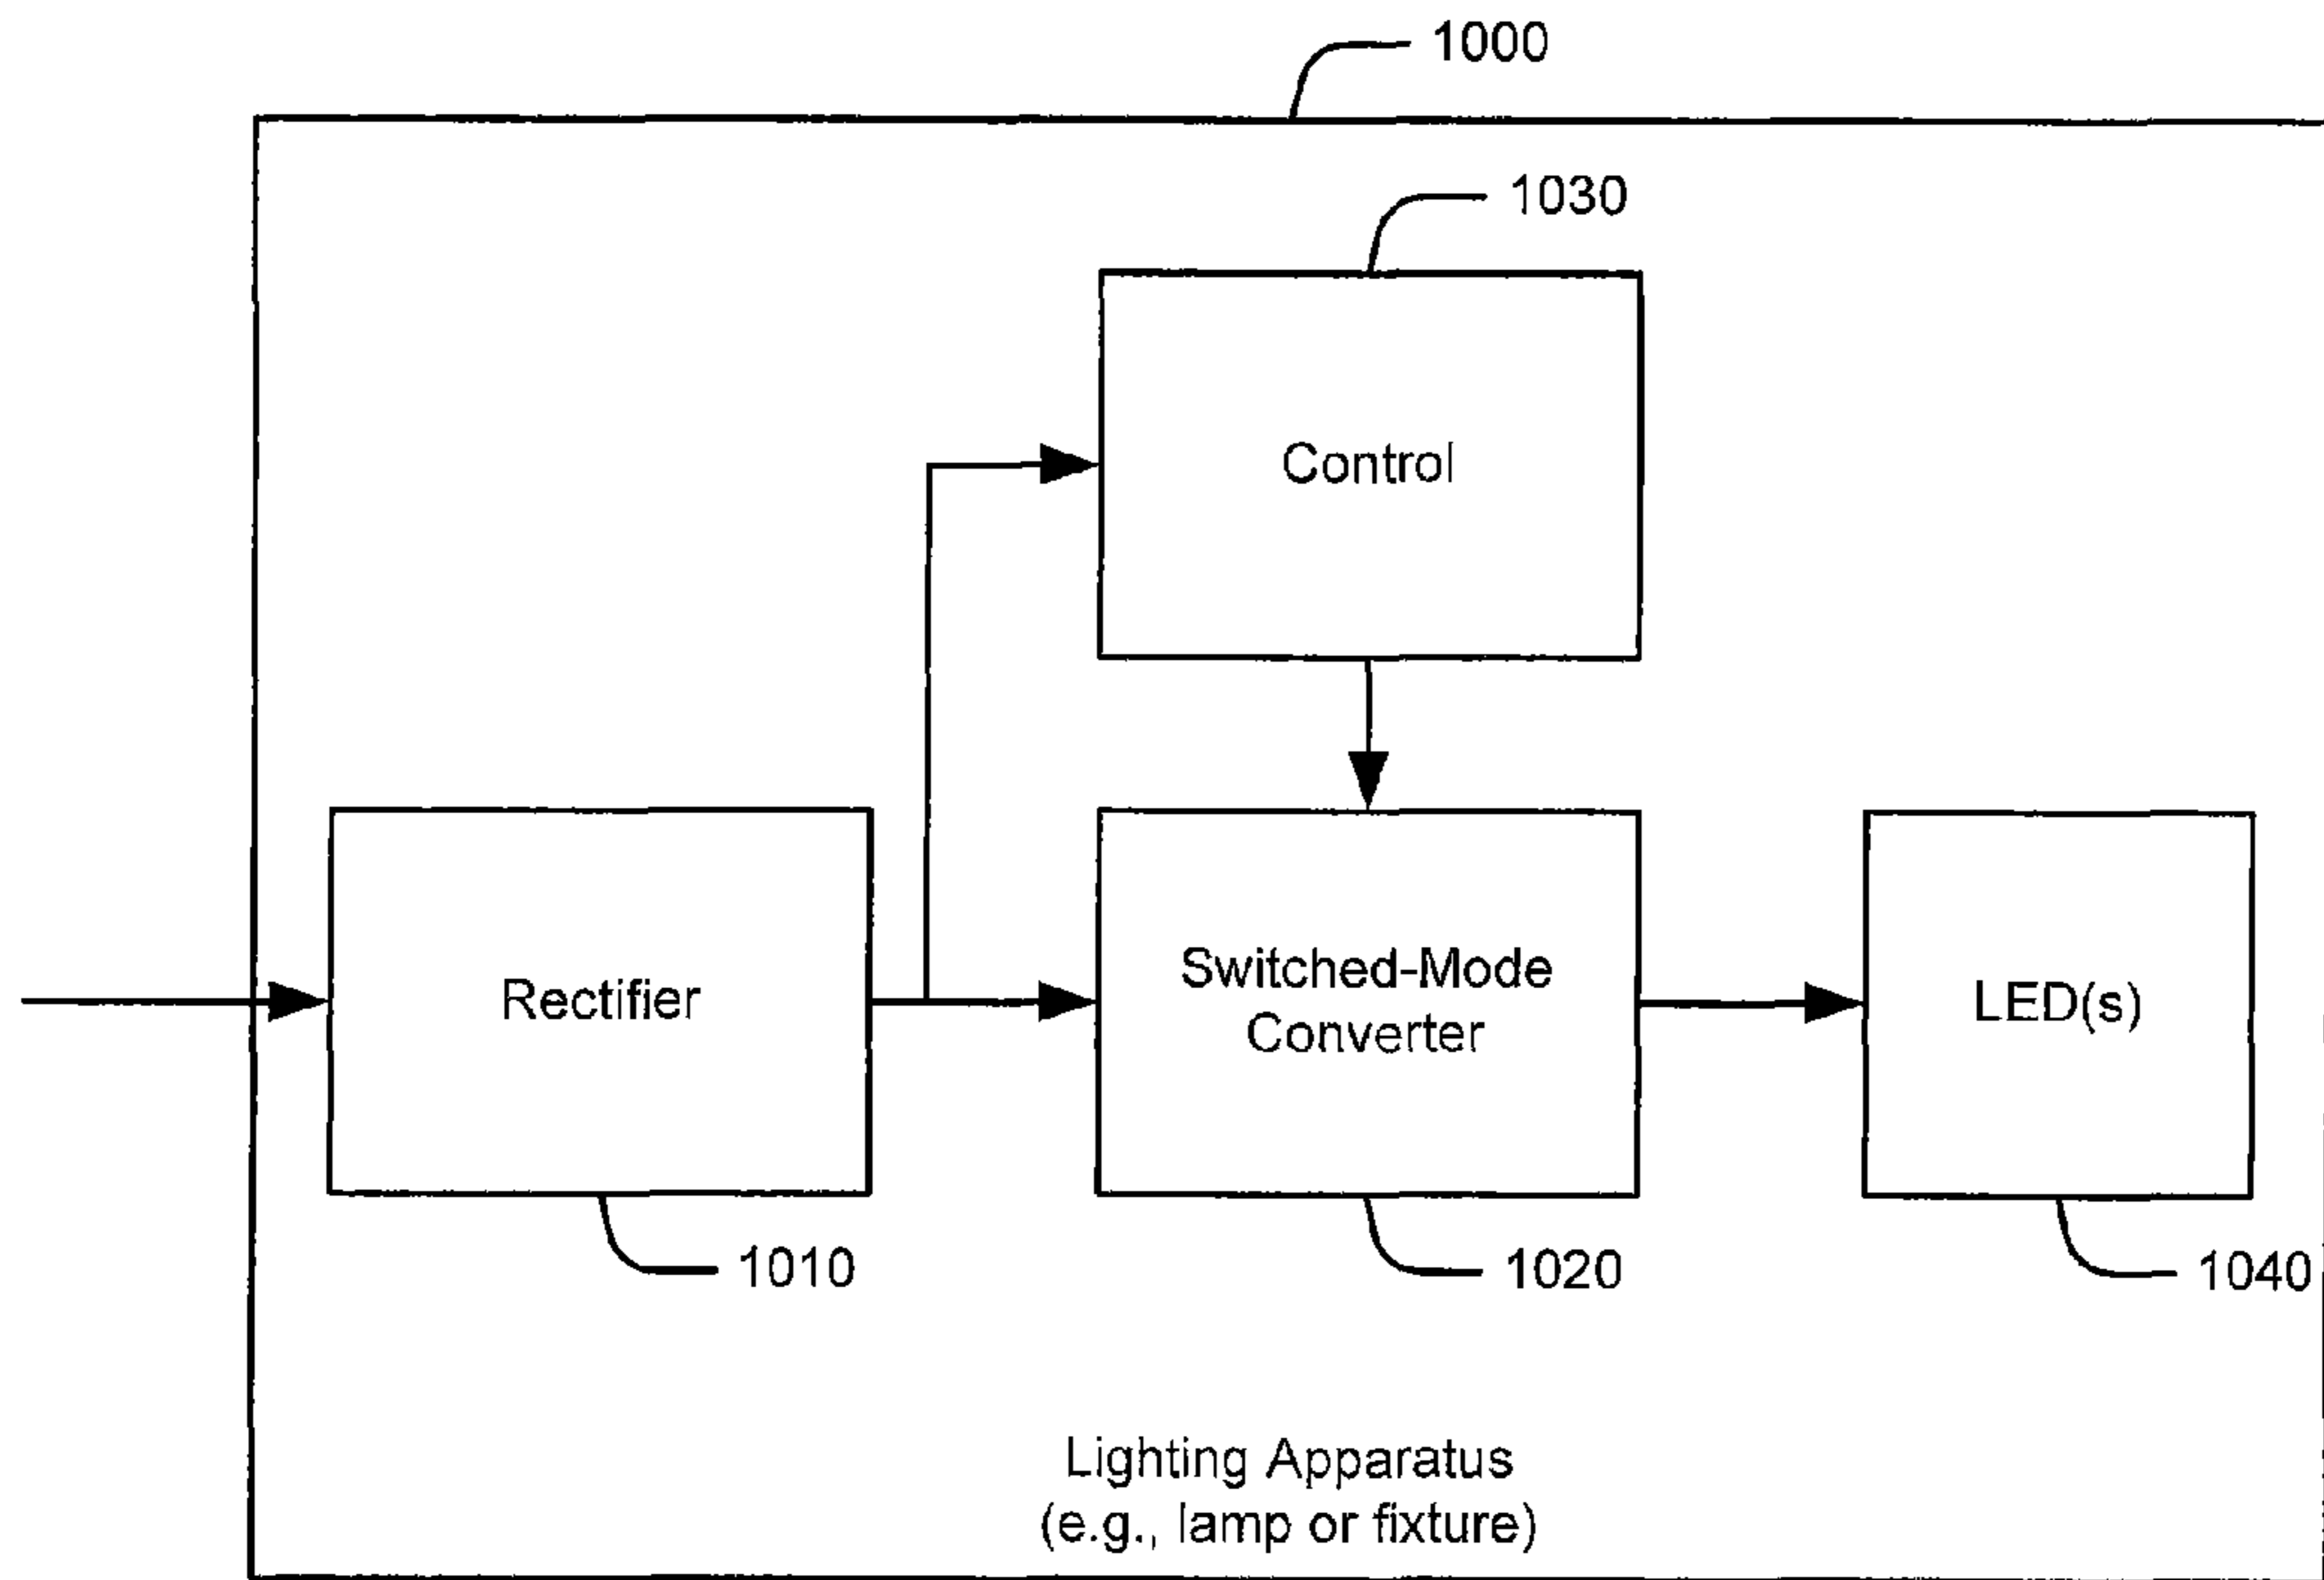 1000
1030
Control
Rectifier
Switched-Mode
Converter
LED(s)
1010
1020
1040
Lighting Apparatus
(e.g., lamp or fixture)